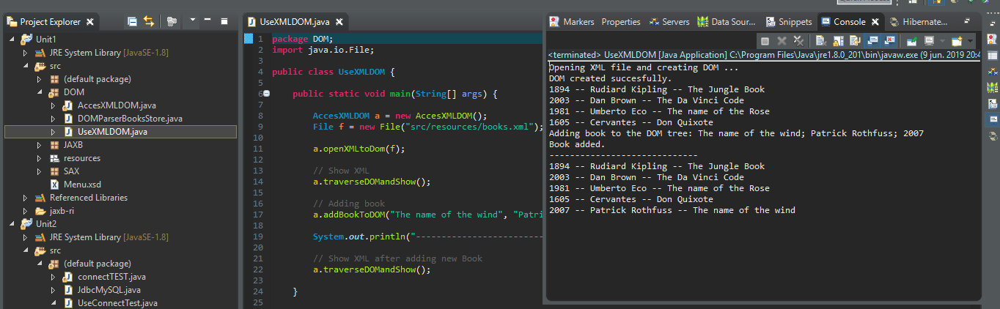 Project Explorer
Unit1
JRE System Library [JavaSE-1.8]
src
(default package)
DOM
AccesXMLDOM.java
DOMParserBooksStore.java
UseXMLDOM.java
JAXB
resources
SAX
Menu.xsd
Referenced Libraries
jaxb-ri
Unit2
JRE System Library [JavaSE-1.8]
src
(default package)
connectTEST.java
JdbcMySQL.java
UseConnectTest.java
UseXMLDOM.java
1 package DOM;
2 import java.io.File;
3
4 public class UseXMLDOM {
5
6 public static void main(String[] args) {
7
8 AccesXMLDOM a = new AccesXMLDOM();
9 File f = new File("src/resources/books.xml");
10
11 a.openXMLtoDom(f);
12
13 // Show XML
14 a.traverseDOMandShow();
15
16 // Adding book
17 a.addBookToDOM("The name of the wind", "Patri
18
19 System.out.println("-------------------------
20
21 // Show XML after adding new Book
22 a.traverseDOMandShow();
23
24 }
25
Markers Properties Servers Data Sour... Snippets Console Hibernate...
<terminated> UseXMLDOM [Java Application] C:\Program Files\Java\jre1.8.0_201\bin\javaw.exe (9 jun. 2019 20:4
Opening XML file and creating DOM ...
DOM created succesfully.
1894 -- Rudiard Kipling -- The Jungle Book
2003 -- Dan Brown -- The Da Vinci Code
1981 -- Umberto Eco -- The name of the Rose
1605 -- Cervantes -- Don Quixote
Adding book to the DOM tree: The name of the wind; Patrick Rothfuss; 2007
Book added.
-----------------------------
1894 -- Rudiard Kipling -- The Jungle Book
2003 -- Dan Brown -- The Da Vinci Code
1981 -- Umberto Eco -- The name of the Rose
1605 -- Cervantes -- Don Quixote
2007 -- Patrick Rothfuss -- The name of the wind